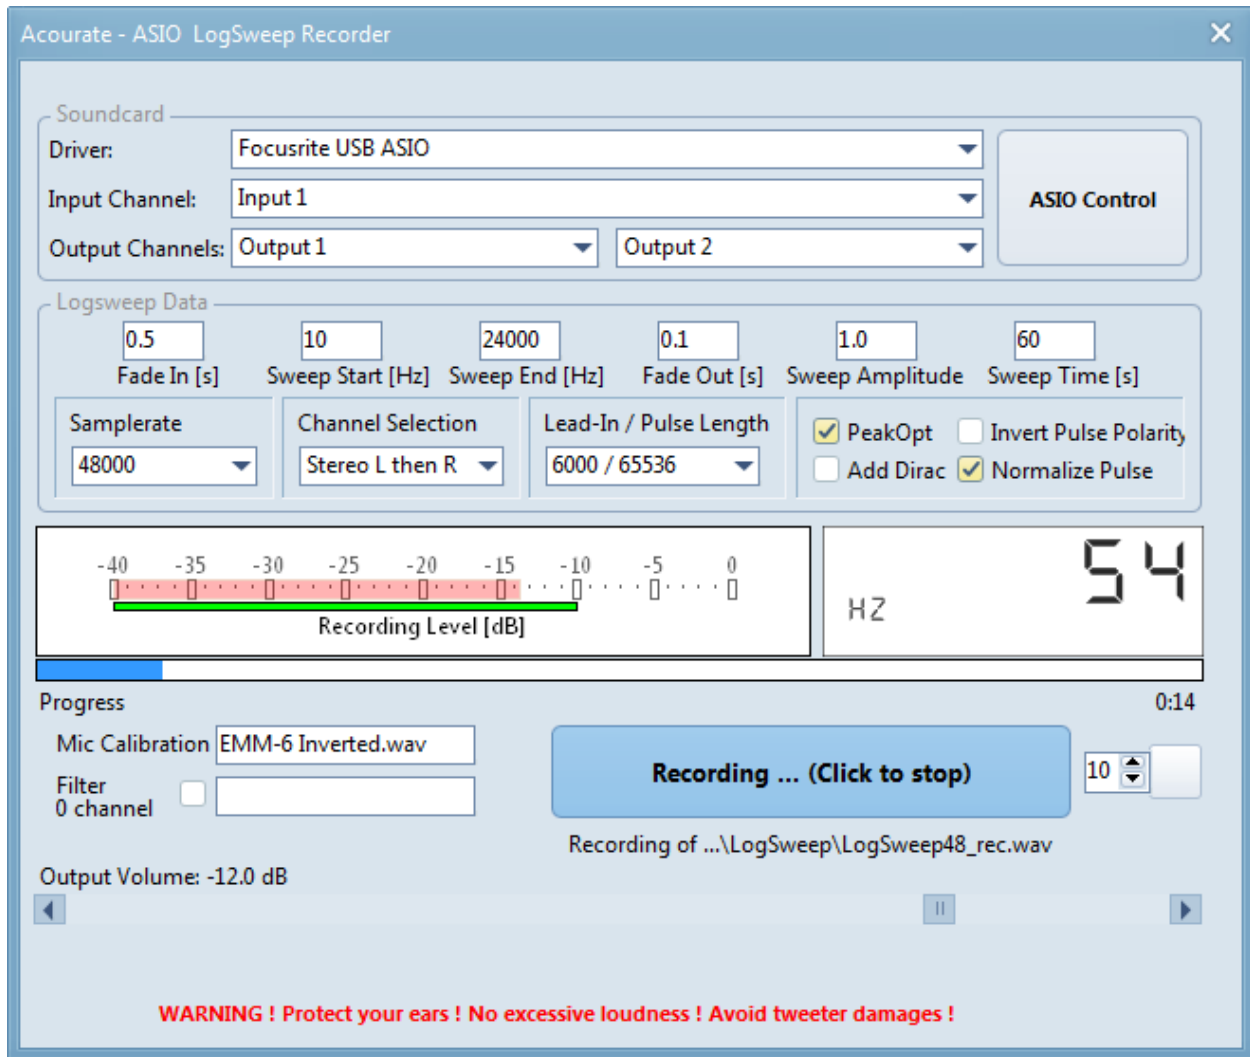 Acourate - ASIO  LogSweep Recorder
Soundcard
Driver: Focusrite USB ASIO
Input Channel: Input 1
ASIO Control
Output Channels: Output 1 Output 2
Logsweep Data
0.5 10 24000 0.1 1.0 60
Fade In [s] Sweep Start [Hz] Sweep End [Hz] Fade Out [s] Sweep Amplitude Sweep Time [s]
Samplerate Channel Selection Lead-In / Pulse Length
PeakOpt Invert Pulse Polarity
48000 Stereo L then R 6000 / 65536
Add Dirac Normalize Pulse
-40 -35 -30 -25 -20 -15 -10 -5 0
Recording Level [dB]
HZ 54
Progress 0:14
Mic Calibration EMM-6 Inverted.wav
Recording ... (Click to stop) 10
Filter
0 channel
Recording of ...\LogSweep\LogSweep48_rec.wav
Output Volume: -12.0 dB
WARNING ! Protect your ears ! No excessive loudness ! Avoid tweeter damages !